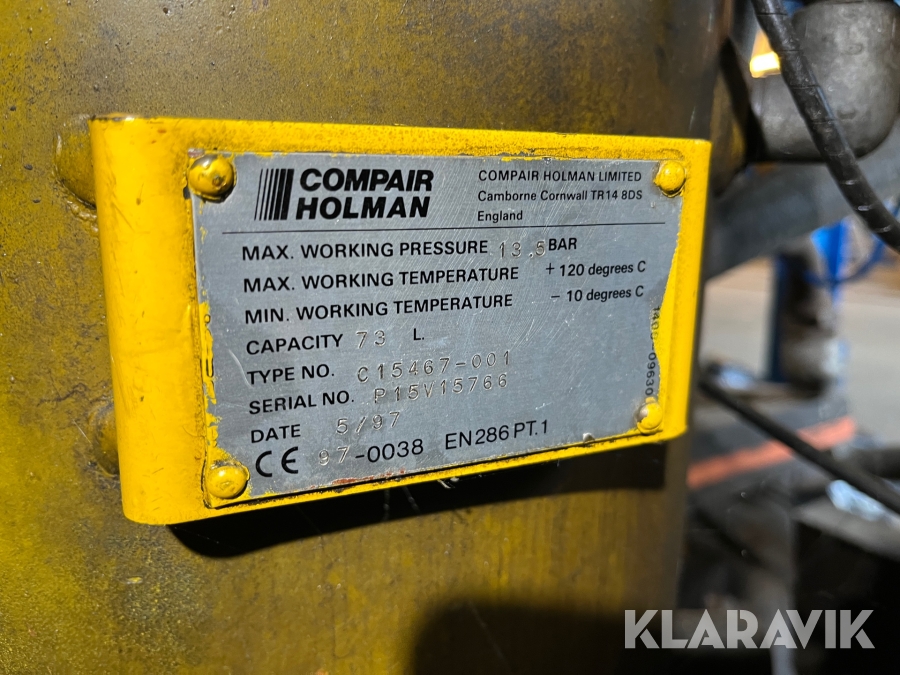 COMPAIR
HOLMAN
COMPAIR HOLMAN LIMITED
Camborne Cornwall TR14 8DS
England
MAX. WORKING PRESSURE 13,5 BAR
MAX. WORKING TEMPERATURE + 120 degrees C
MIN. WORKING TEMPERATURE - 10 degrees C
CAPACITY 73 L.
TYPE NO. C15467-001
SERIAL NO. P15V15766
DATE 5/97
CE 97-0038 EN286 PT.1
KLARAVIK